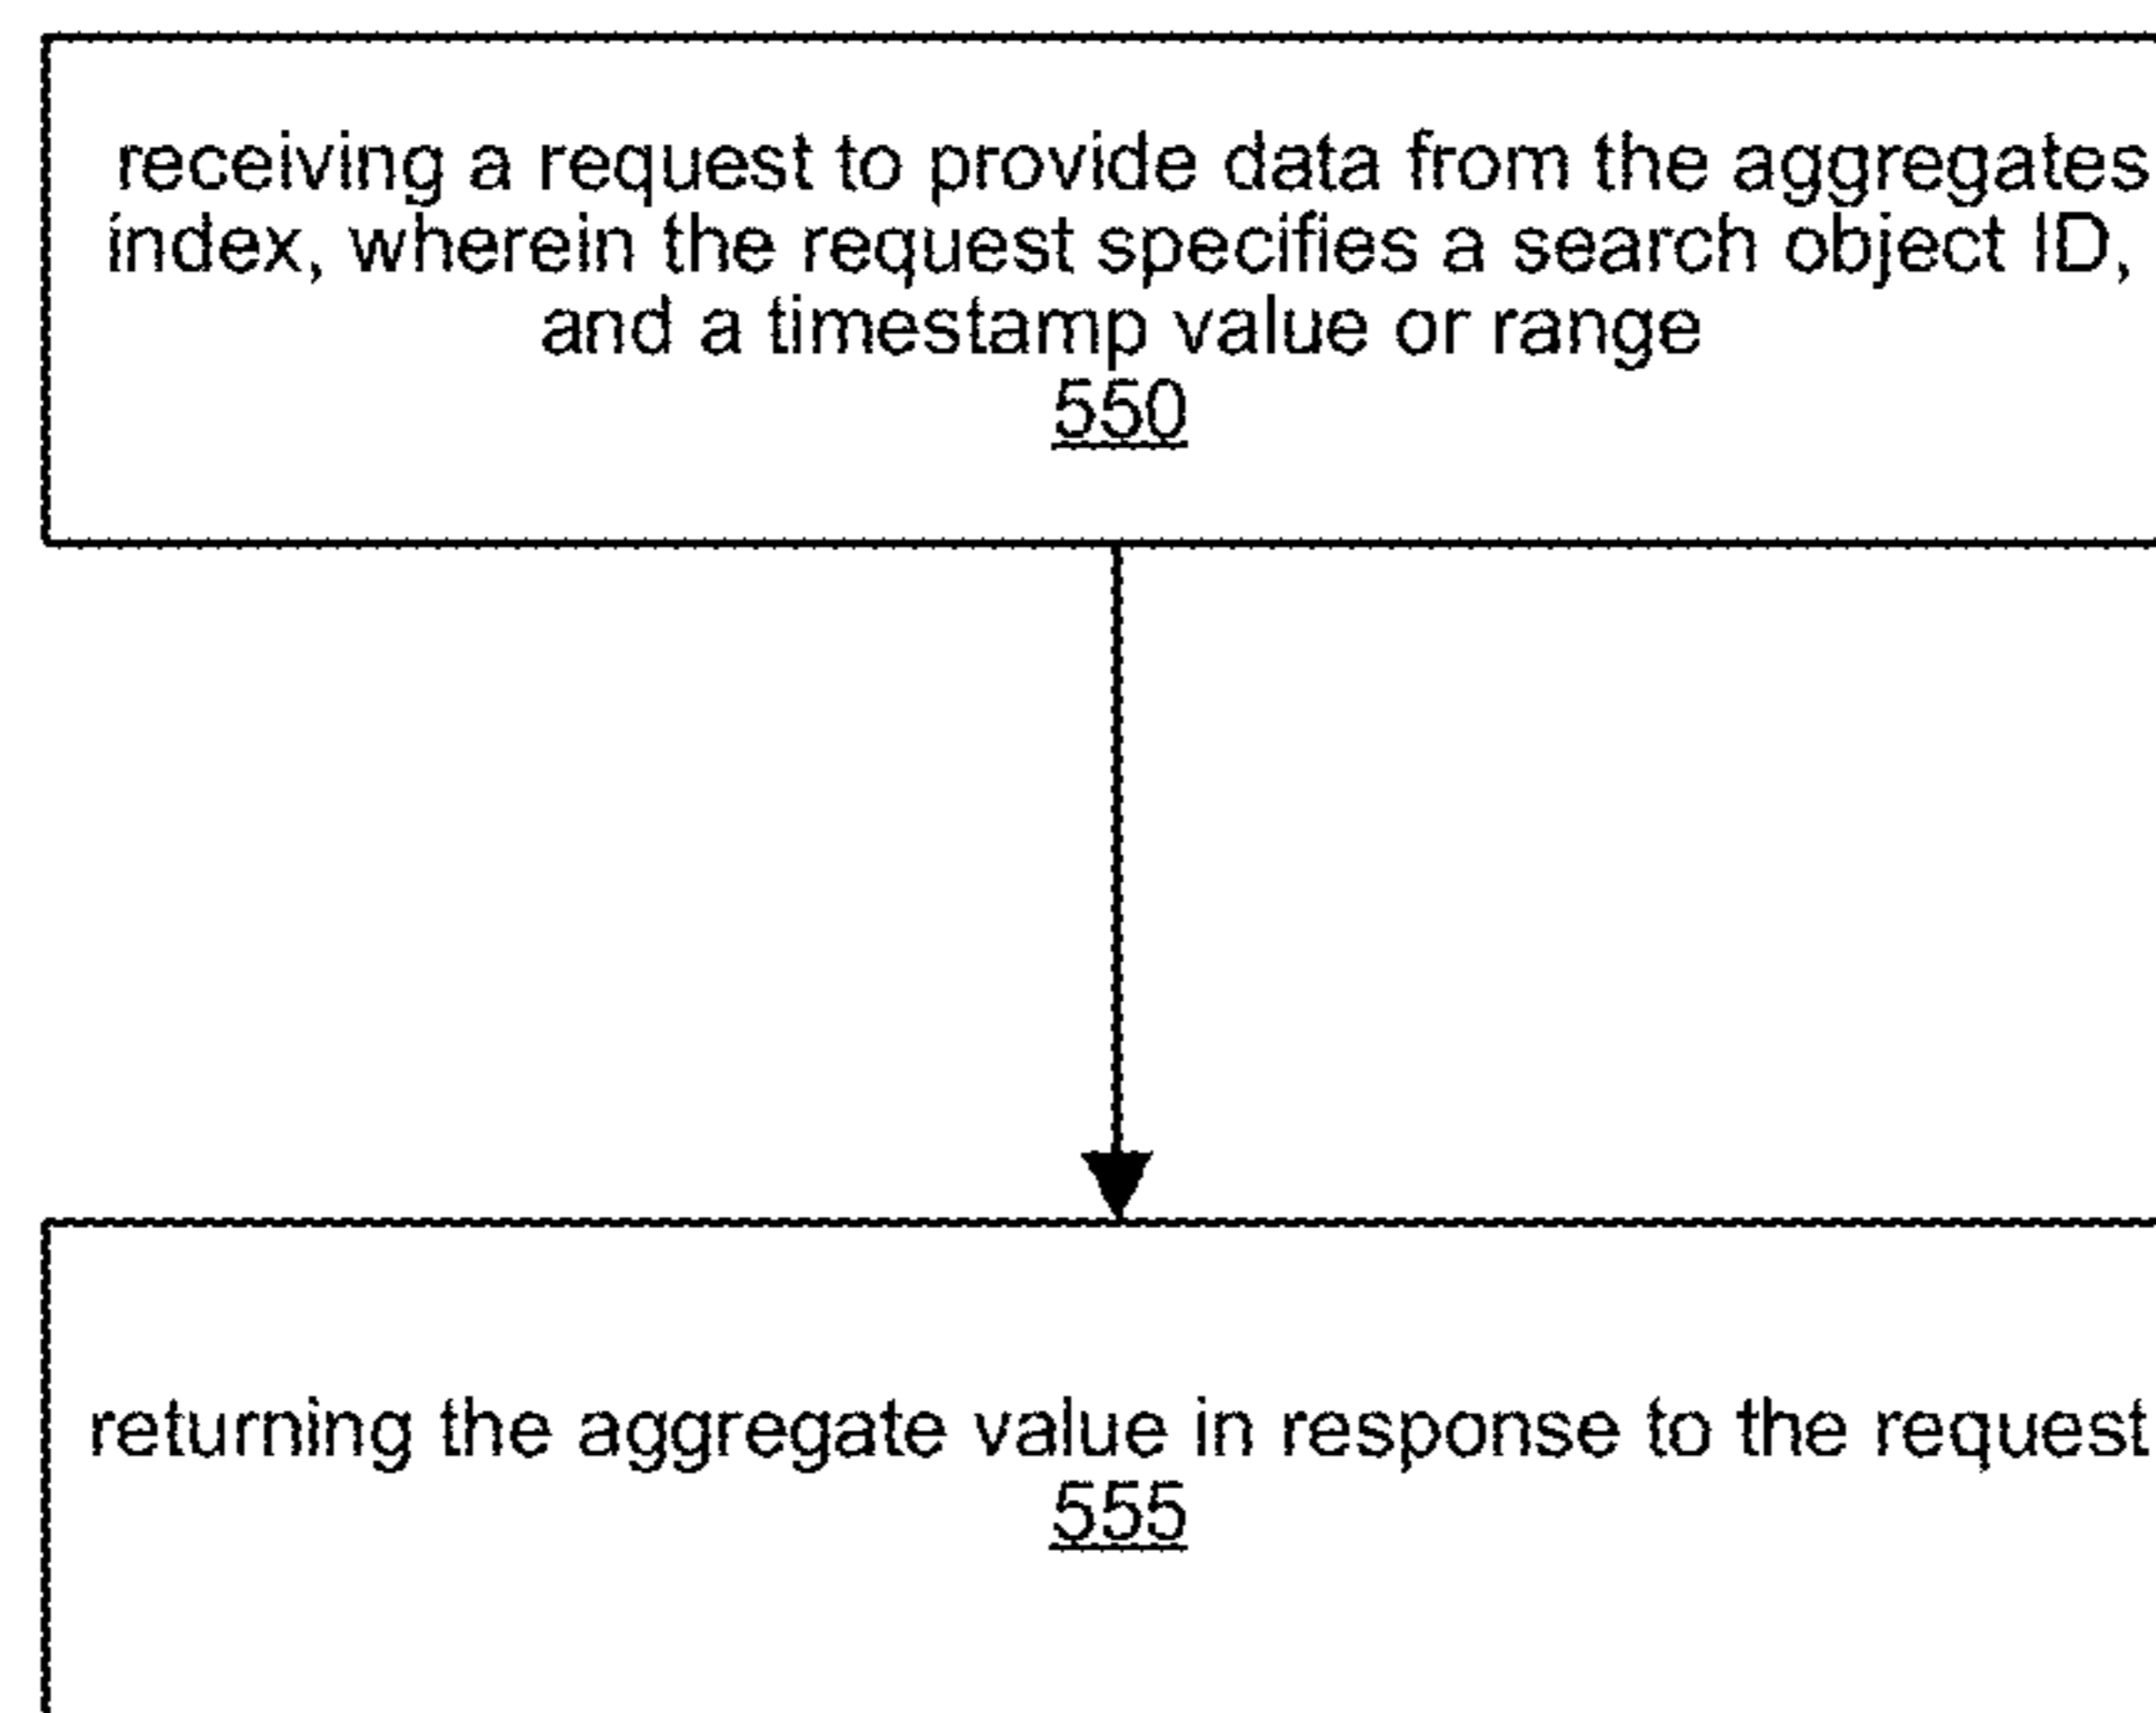 receiving a request to provide data from the aggregates
index, wherein the request specifies a search object ID,
and a timestamp value or range
550
returning the aggregate value in response to the request
555